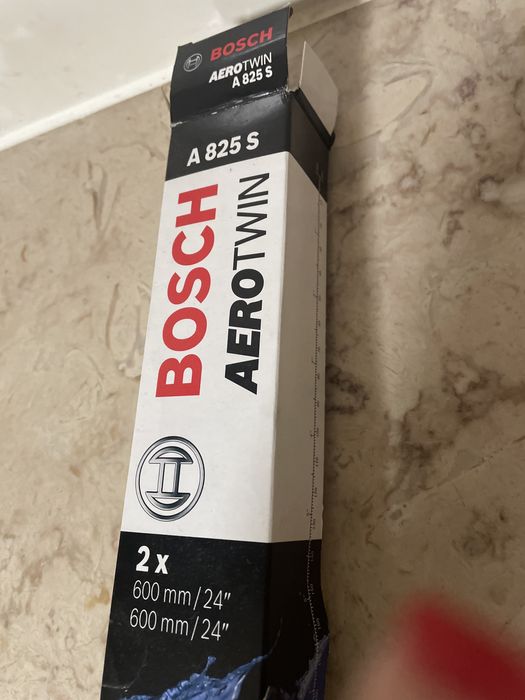 BOSCH
AEROTWIN
A 825 S
A 825 S
BOSCH
AEROTWIN
2 x
600 mm/24"
600 mm/24"